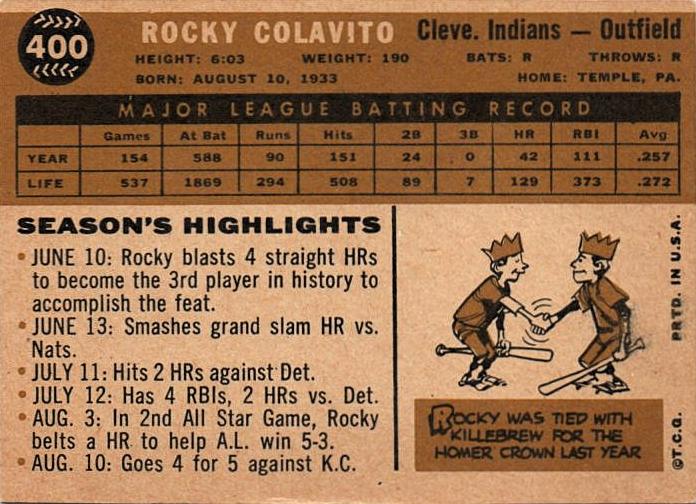 400
ROCKY COLAVITO
Cleve. Indians — Outfield
HEIGHT: 6:03 WEIGHT: 190 BATS: R THROWS: R
BORN: AUGUST 10, 1933 HOME: TEMPLE, PA.
MAJOR LEAGUE BATTING RECORD
Games At Bat Runs Hits 2B 3B HR RBI Avg
YEAR 154 588 90 151 24 0 42 111 .257
LIFE 537 1869 294 508 89 7 129 373 .272
SEASON'S HIGHLIGHTS
• JUNE 10: Rocky blasts 4 straight HRs
to become the 3rd player in history to
accomplish the feat.
• JUNE 13: Smashes grand slam HR vs.
Nats.
• JULY 11: Hits 2 HRs against Det.
• JULY 12: Has 4 RBIs, 2 HRs vs. Det.
• AUG. 3: In 2nd All Star Game, Rocky
belts a HR to help A.L. win 5-3.
• AUG. 10: Goes 4 for 5 against K.C.
ROCKY WAS TIED WITH
KILLEBREW FOR THE
HOMER CROWN LAST YEAR
©T.C.G. PRTD. IN U.S.A.